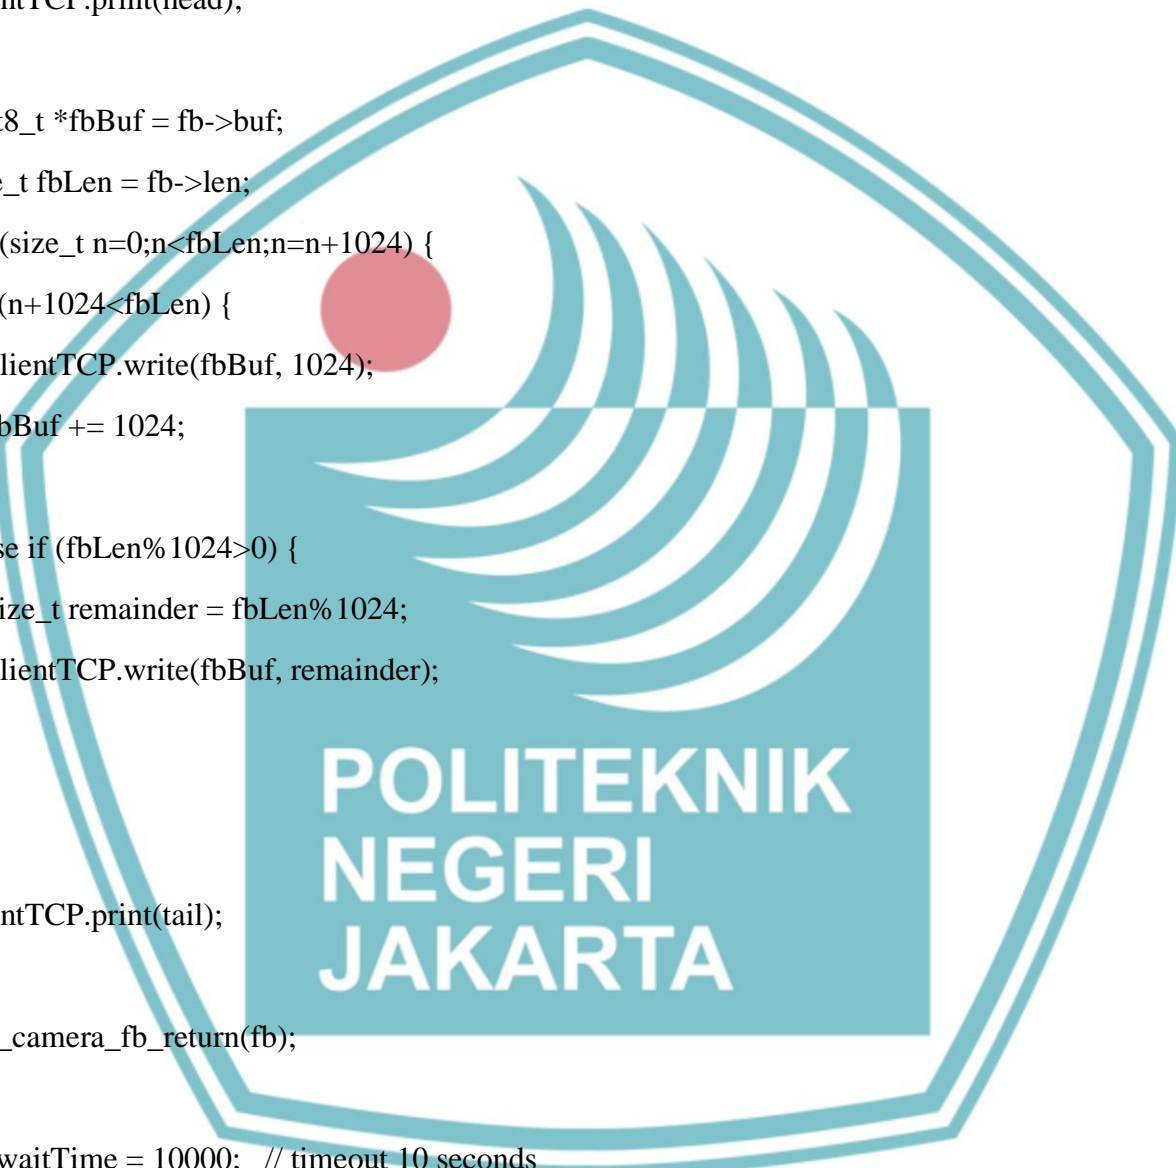 ntTCP.print(head);
t8_t *fbBuf = fb->buf;
e_t fbLen = fb->len;
(size_t n=0;n<fbLen;n=n+1024) {
(n+1024<fbLen) {
lientTCP.write(fbBuf, 1024);
bBuf += 1024;
se if (fbLen%1024>0) {
ize_t remainder = fbLen%1024;
lientTCP.write(fbBuf, remainder);
POLITEKNIK
NEGERI
JAKARTA
ntTCP.print(tail);
_camera_fb_return(fb);
waitTime = 10000;   // timeout 10 seconds